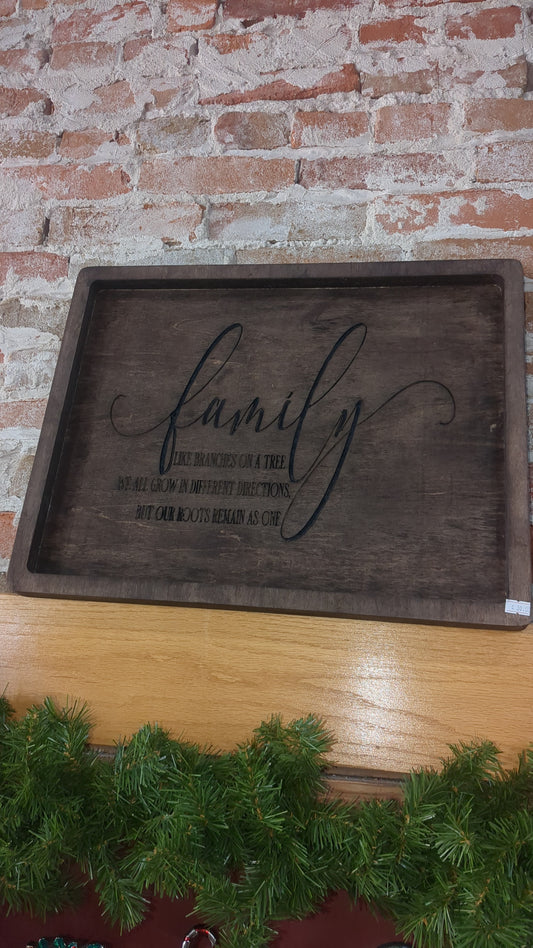 family
LIKE BRANCHES ON A TREE
WE ALL GROW IN DIFFERENT DIRECTIONS,
BUT OUR ROOTS REMAIN AS ONE